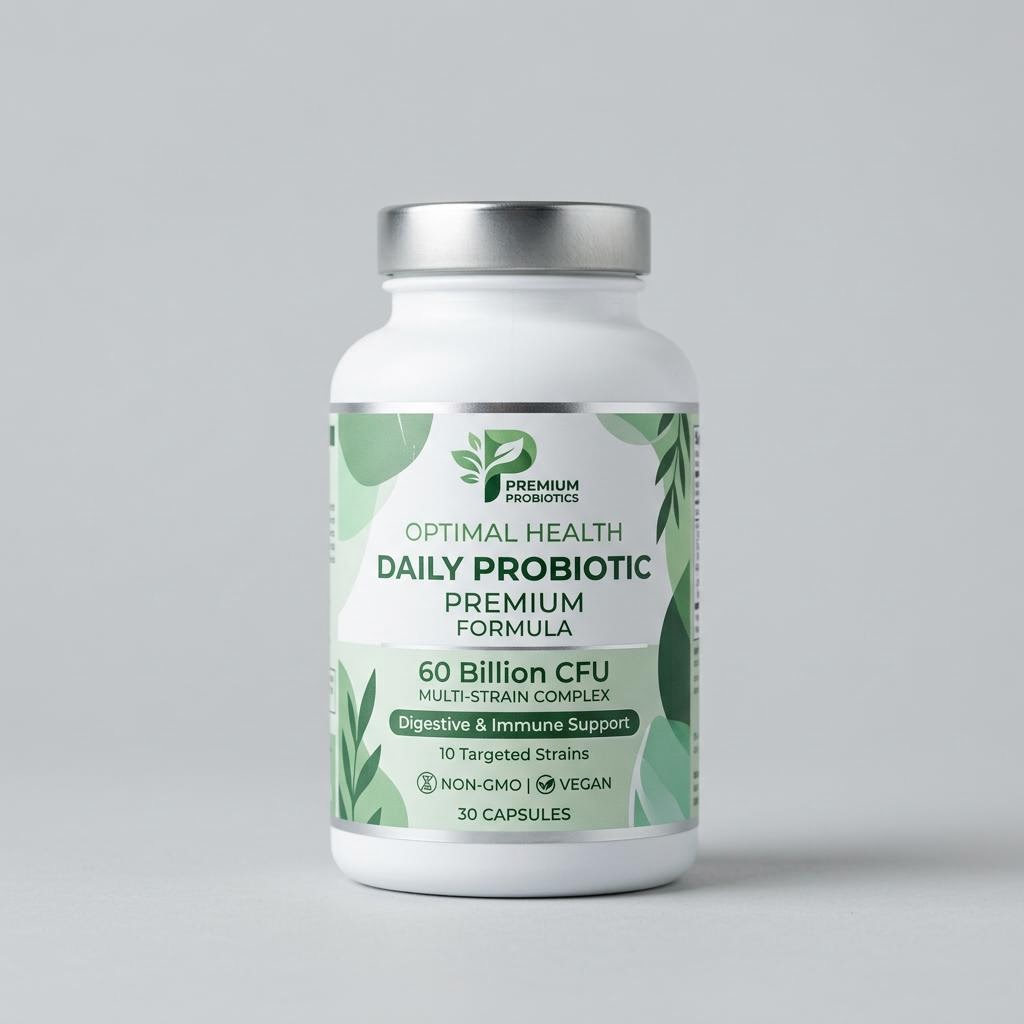 PREMIUM
PROBIOTICS
OPTIMAL HEALTH
DAILY PROBIOTIC
PREMIUM
FORMULA
60 Billion CFU
MULTI-STRAIN COMPLEX
Digestive & Immune Support
10 Targeted Strains
NON-GMO | VEGAN
30 CAPSULES